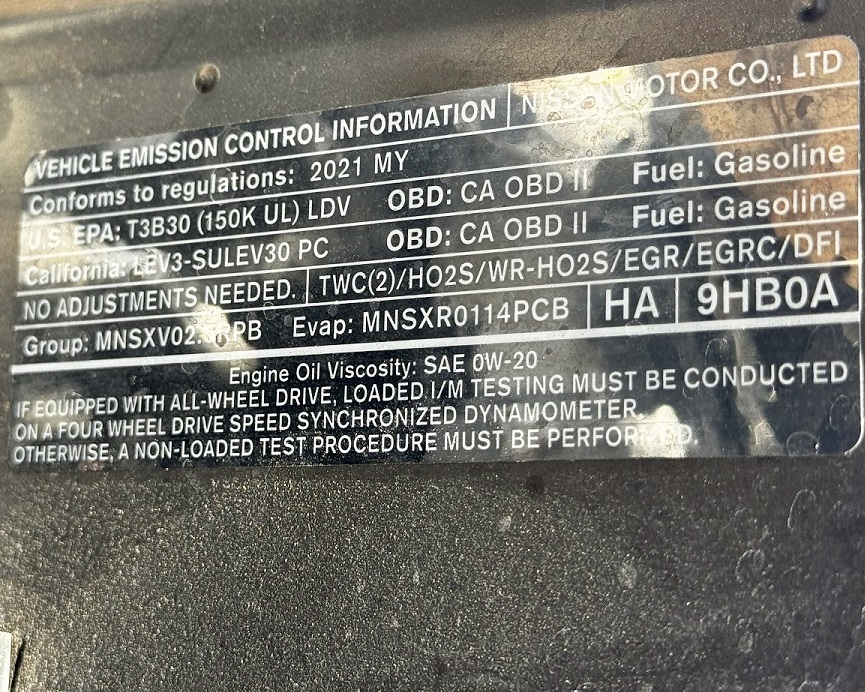 VEHICLE EMISSION CONTROL INFORMATION NISSAN MOTOR CO., LTD
Conforms to regulations: 2021 MY
U.S. EPA: T3B30 (150K UL) LDV OBD: CA OBD II Fuel: Gasoline
California: LEV3-SULEV30 PC OBD: CA OBD II Fuel: Gasoline
NO ADJUSTMENTS NEEDED. TWC(2)/HO2S/WR-HO2S/EGR/EGRC/DFI
Group: Evap: MNSXR0114PCB HA 9HB0A
Engine Oil Viscosity: SAE 0W-20
IF EQUIPPED WITH ALL-WHEEL DRIVE, LOADED I/M TESTING MUST BE CONDUCTED
ON A FOUR WHEEL DRIVE SPEED SYNCHRONIZED DYNAMOMETER.
OTHERWISE, A NON-LOADED TEST PROCEDURE MUST BE PERFORMED.